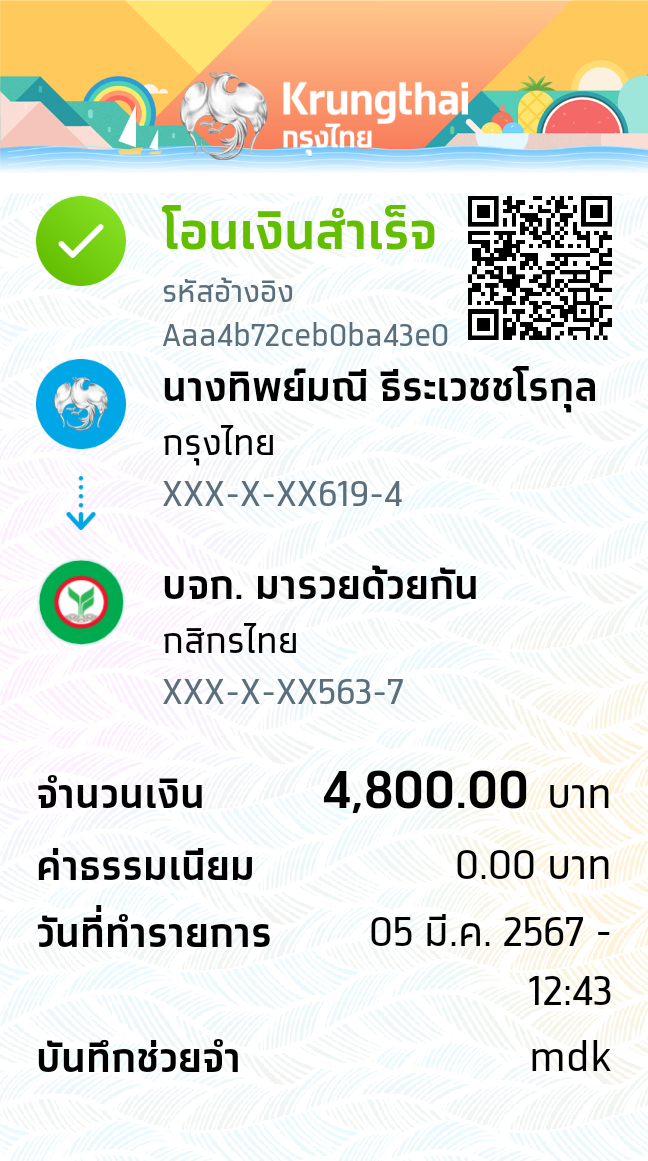 Krungthai
กรุงไทย
โอนเงินสำเร็จ
รหัสอ้างอิง
Aaa4b72ceb0ba43e0
นางทิพย์มณี ธีระเวชชโรกุล
กรุงไทย
XXX-X-XX619-4
บจก. มารวยด้วยกัน
กสิกรไทย
XXX-X-XX563-7
จำนวนเงิน 4,800.00 บาท
ค่าธรรมเนียม 0.00 บาท
วันที่ทำรายการ 05 มี.ค. 2567 -
12:43
บันทึกช่วยจำ mdk